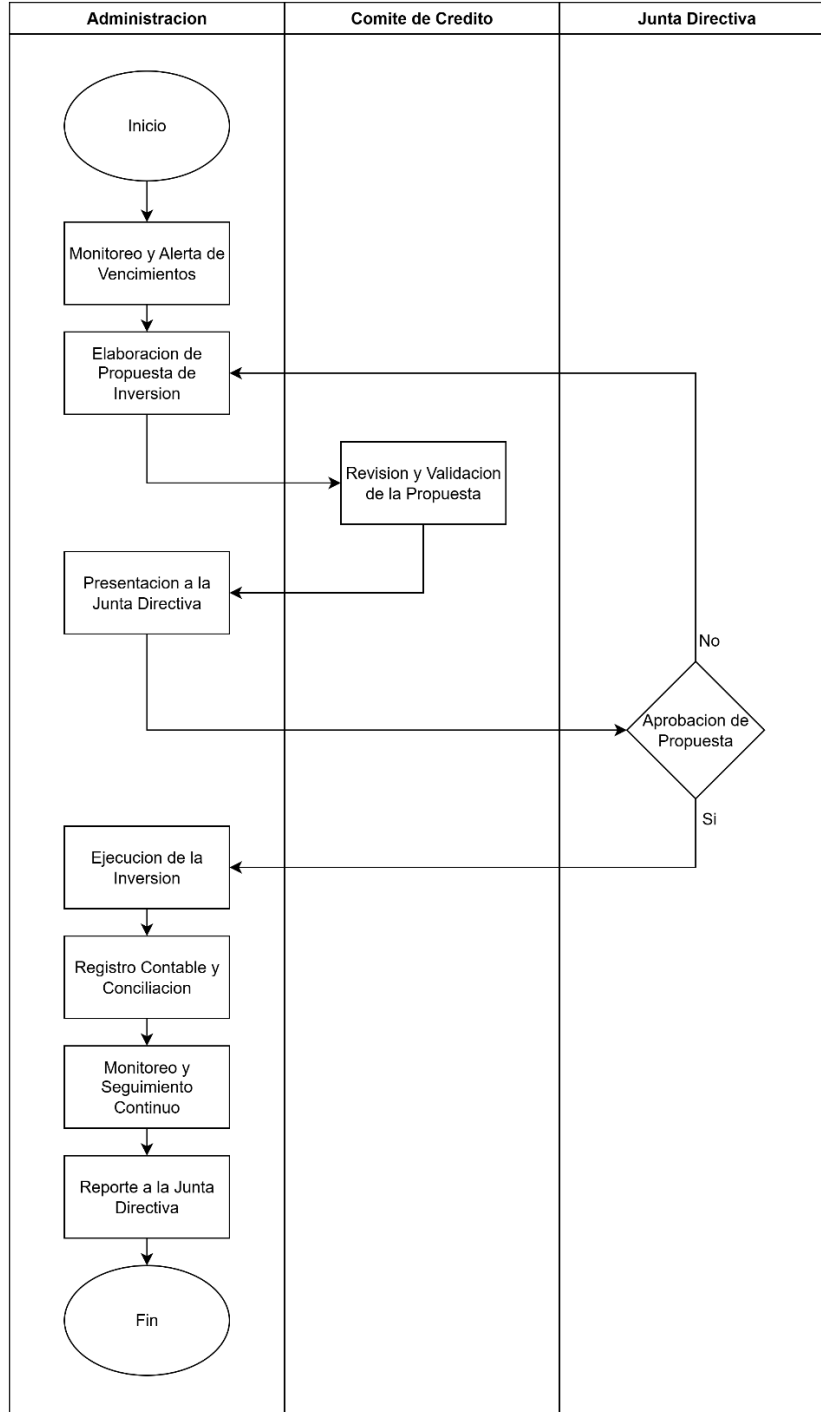 Administracion
Comite de Credito
Junta Directiva
Inicio
Monitoreo y Alerta de
Vencimientos
Elaboracion de
Propuesta de
Inversion
Revision y Validacion
de la Propuesta
Presentacion a la
Junta Directiva
No
Aprobacion de
Propuesta
Si
Ejecucion de la
Inversion
Registro Contable y
Conciliacion
Monitoreo y
Seguimiento
Continuo
Reporte a la Junta
Directiva
Fin